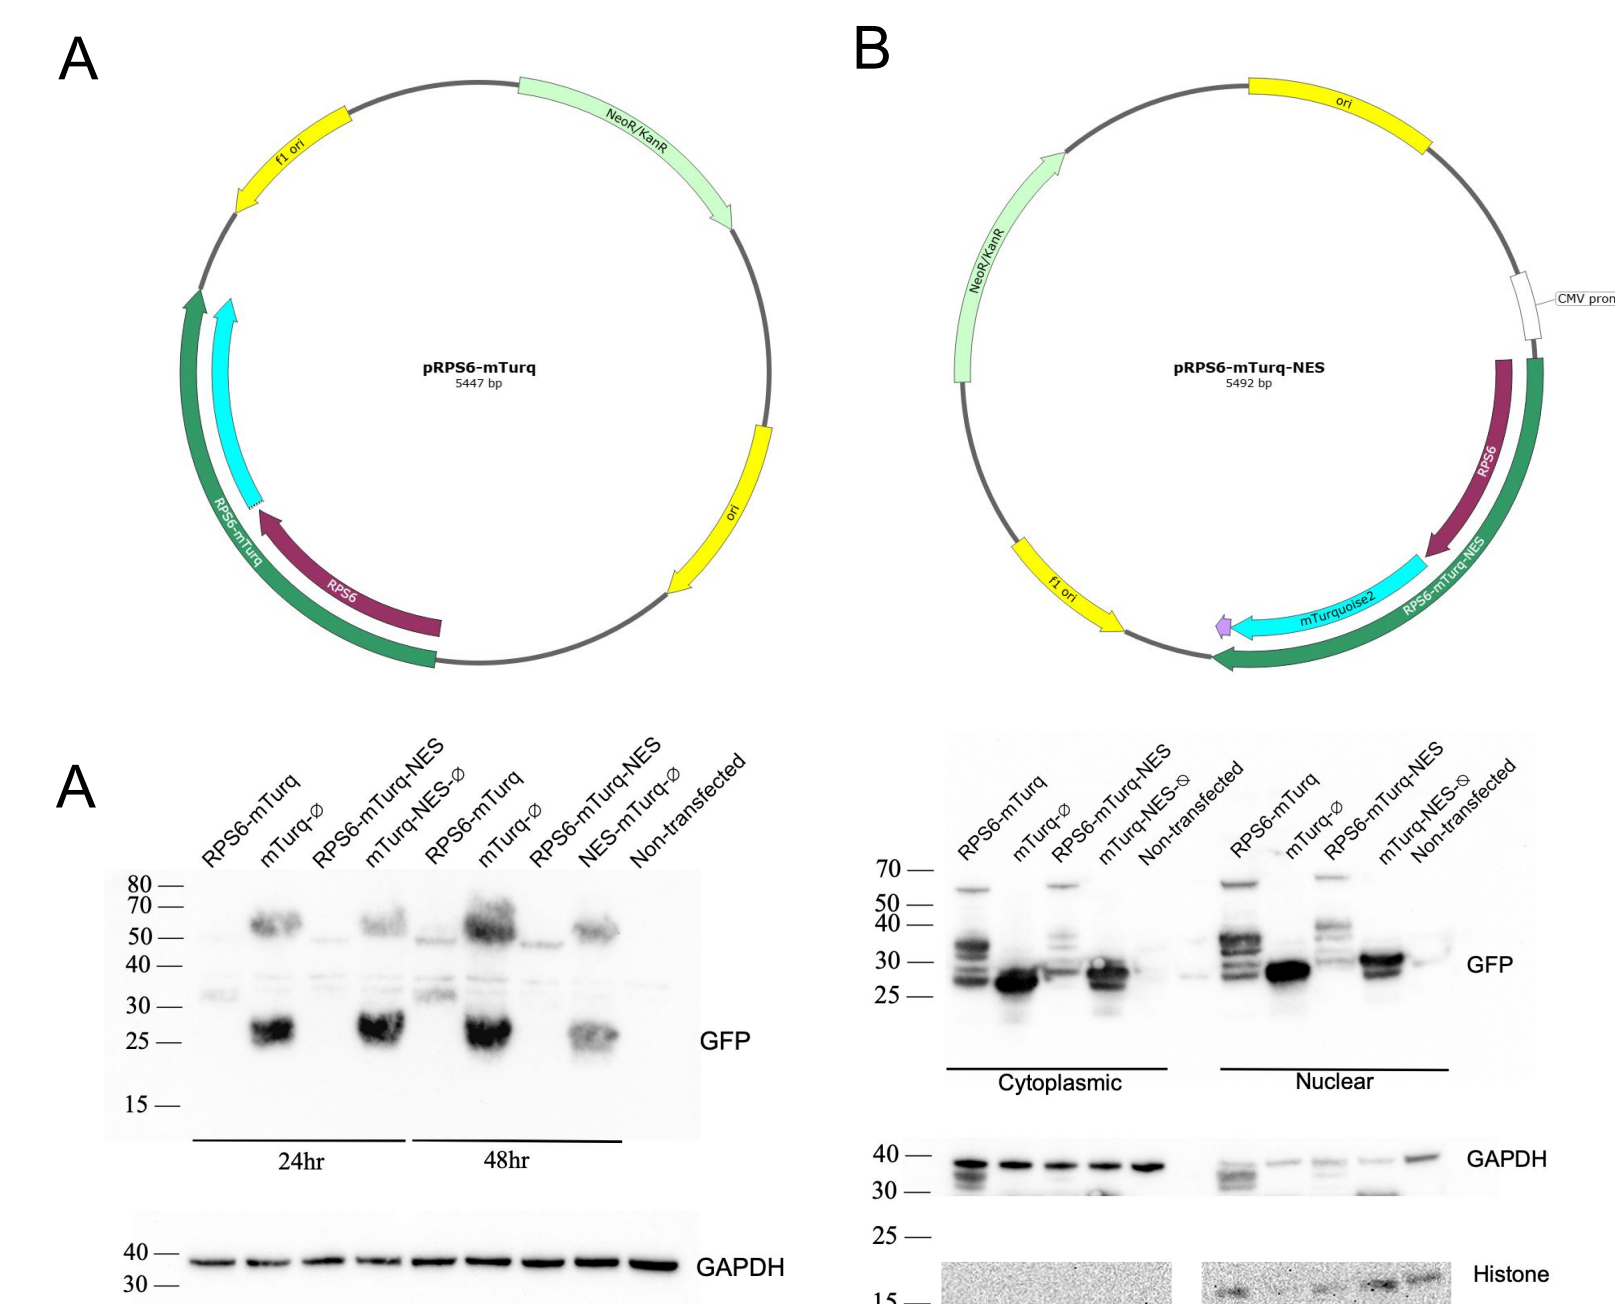 A
B
NeoR/KanR
f1 ori
pRPS6-mTurq
5447 bp
RPS6-mTurq
RPS6
ori
ori
NeoR/KanR
CMV prom
pRPS6-mTurq-NES
5492 bp
RPS6
RPS6-mTurq-NES
mTurquoise2
f1 ori
A
RPS6-mTurq
mTurq-∅
RPS6-mTurq-NES
mTurq-NES-∅
RPS6-mTurq
mTurq-∅
RPS6-mTurq-NES
NES-mTurq-∅
Non-transfected
80
70
50
40
30
25
15
GFP
24hr
48hr
40
30
GAPDH
RPS6-mTurq
mTurq-∅
RPS6-mTurq-NES
mTurq-NES-∅
Non-transfected
RPS6-mTurq
mTurq-∅
RPS6-mTurq-NES
mTurq-NES-∅
Non-transfected
70
50
40
30
25
GFP
Cytoplasmic
Nuclear
40
30
GAPDH
25
Histone
15